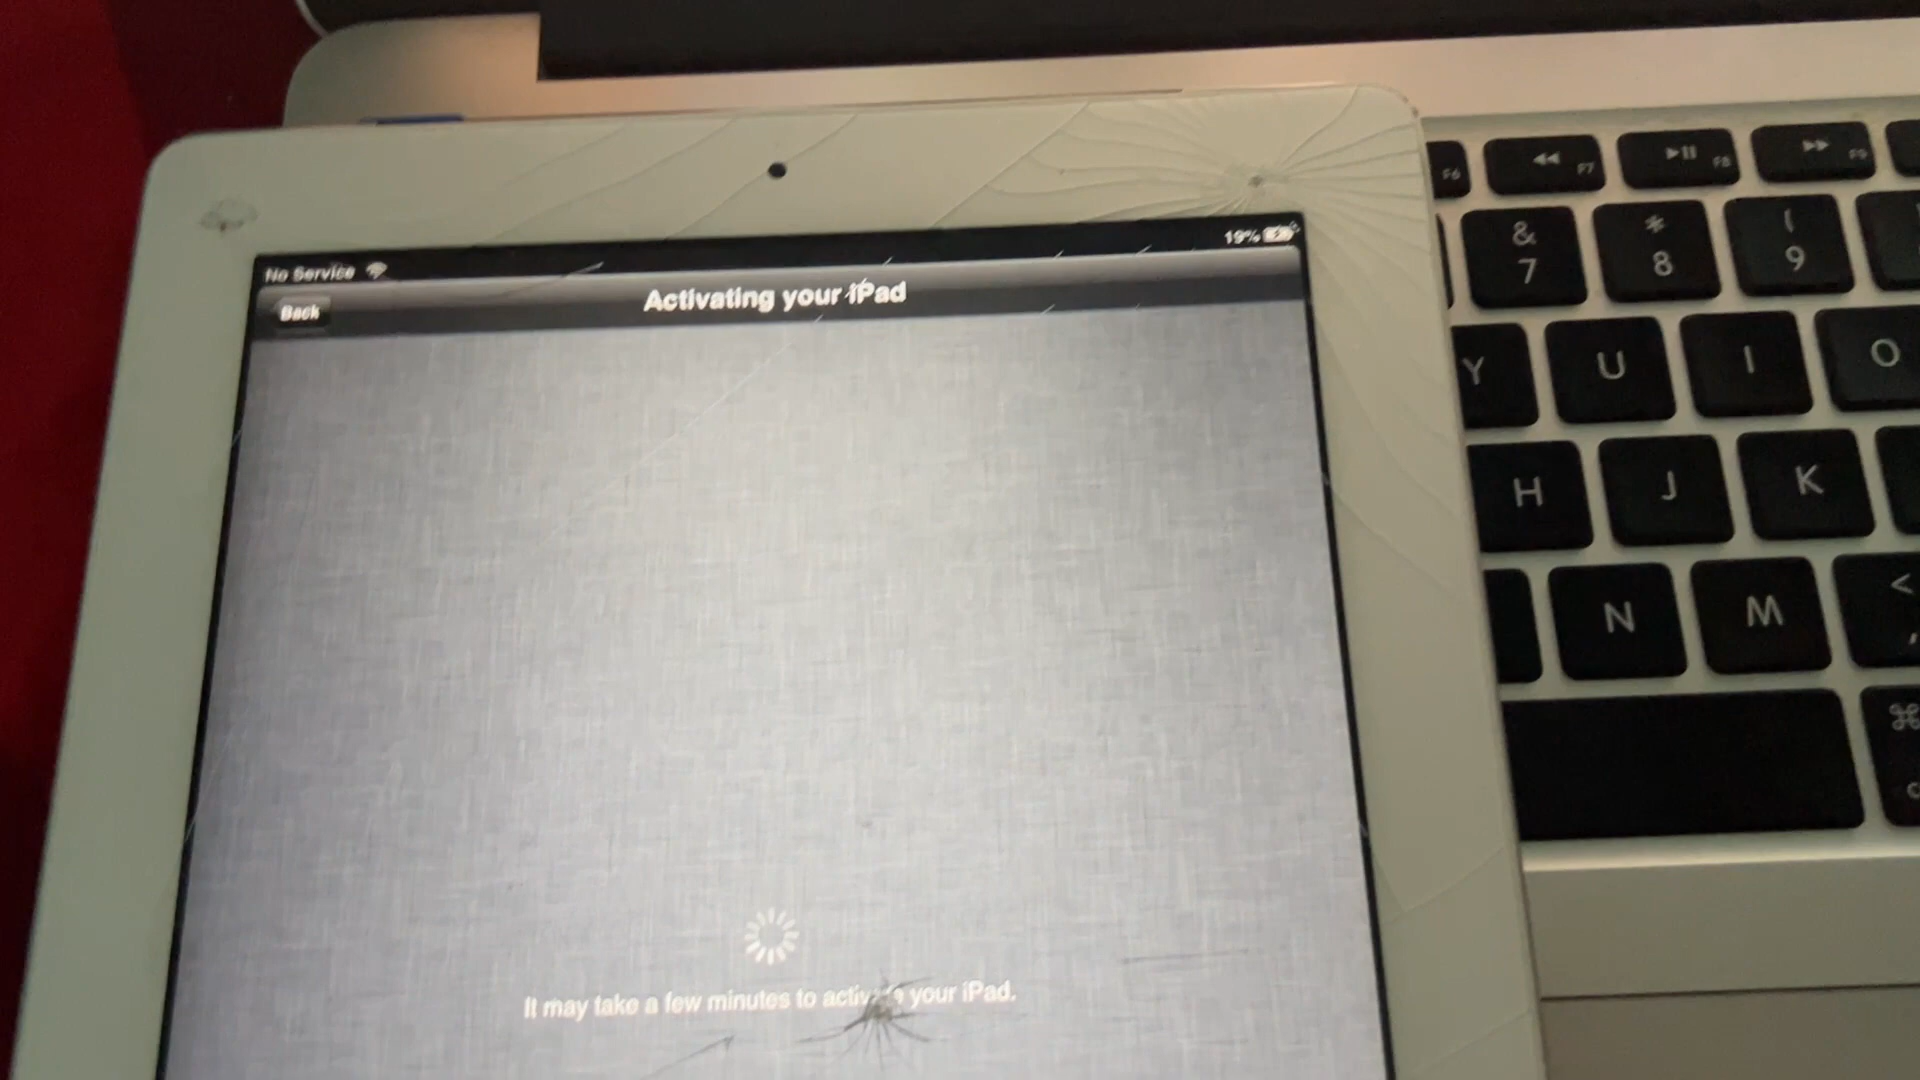 No Service
19%
Back
Activating your iPad
It may take a few minutes to activate your iPad.
F6
F7
F8
F9
&
7
*
8
(
9
Y
U
I
O
H
J
K
N
M
<
,
⌘